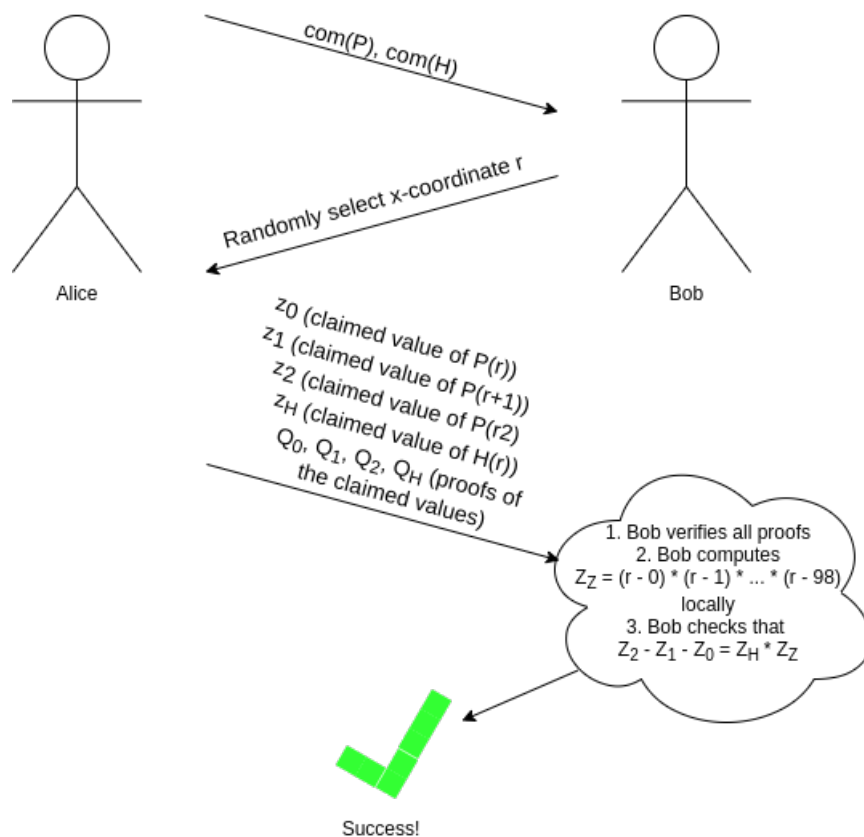 com(P), com(H)
Randomly select x-coordinate r
Alice
Bob
z0 (claimed value of P(r))
z1 (claimed value of P(r+1))
z2 (claimed value of P(r2)
zH (claimed value of H(r))
Q0, Q1, Q2, QH (proofs of
the claimed values)
1. Bob verifies all proofs
2. Bob computes
ZZ = (r - 0) * (r - 1) * ... * (r - 98)
locally
3. Bob checks that
Z2 - Z1 - Z0 = ZH * ZZ
Success!